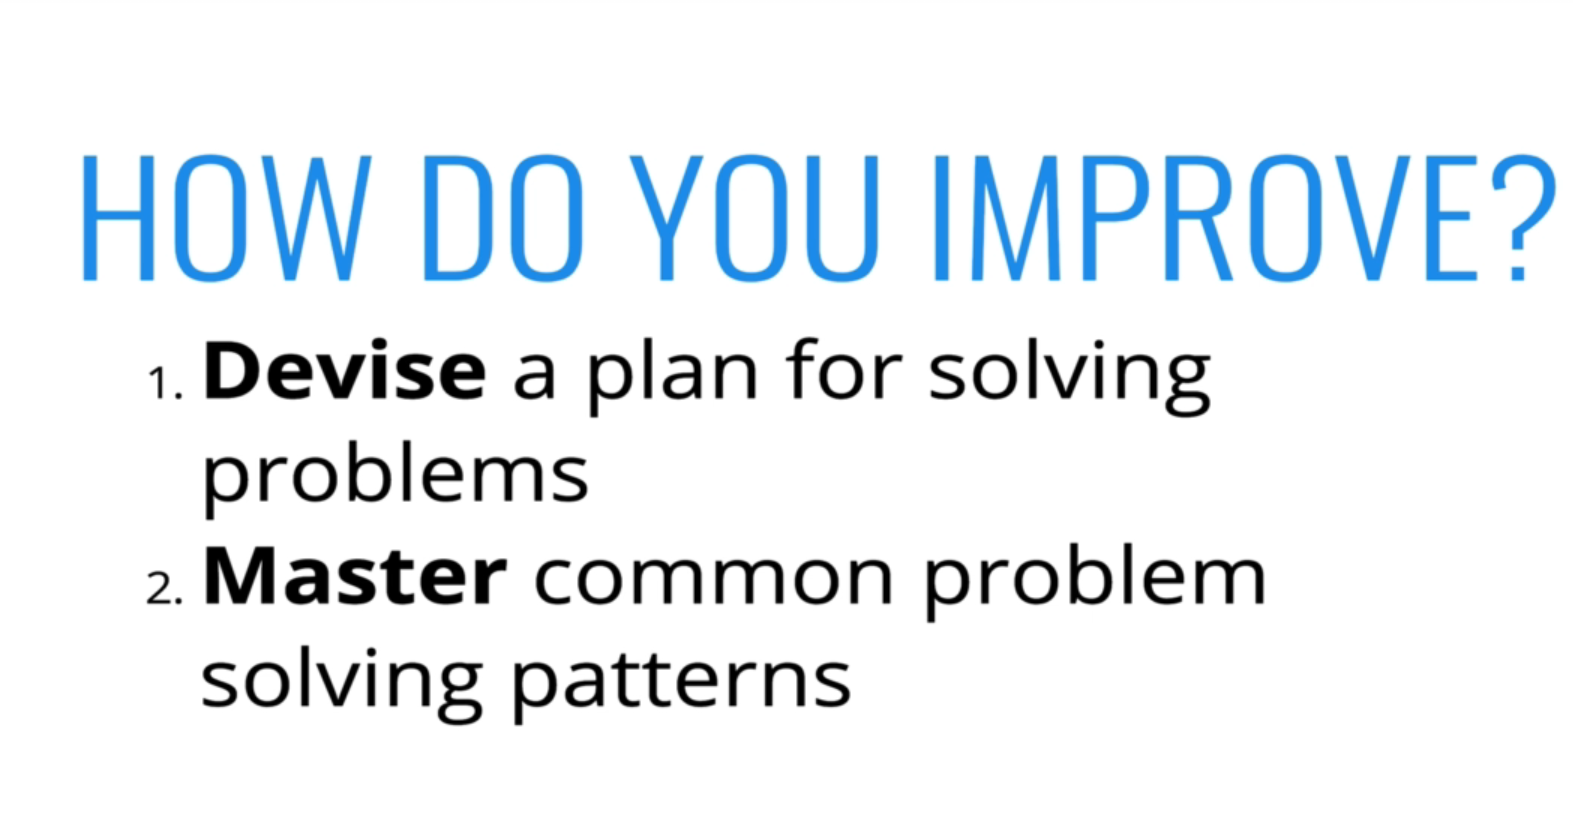 HOW DO YOU IMPROVE?
1. Devise a plan for solving
problems
2. Master common problem
solving patterns